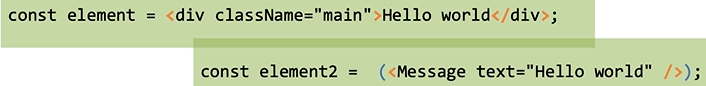 const element = <div className="main">Hello world</div>;
const element2 =  (<Message text="Hello world" />);